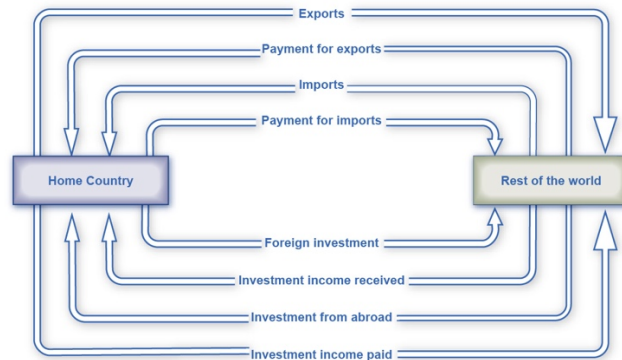 Exports
Payment for exports
Imports
Payment for imports
Home Country
Rest of the world
Foreign investment
Investment income received
Investment from abroad
Investment income paid